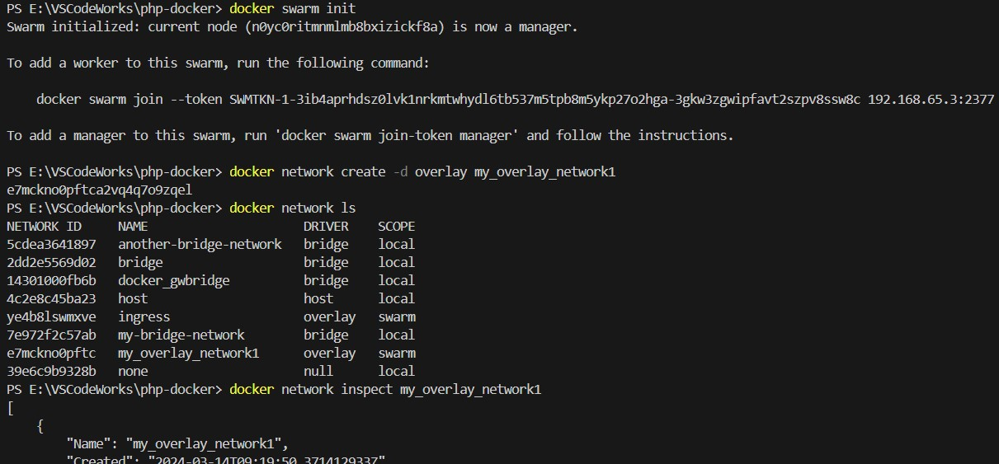 PS E:\VSCodeWorks\php-docker> docker swarm init
Swarm initialized: current node (n0yc0ritmnmlmb8bxizickf8a) is now a manager.
To add a worker to this swarm, run the following command:
docker swarm join --token SWMTKN-1-3ib4aprhdsz0lvk1nrkmtwhydl6tb537m5tpb8m5ykp27o2hga-3gkw3zgwipfavt2szpv8ssw8c 192.168.65.3:2377
To add a manager to this swarm, run 'docker swarm join-token manager' and follow the instructions.
PS E:\VSCodeWorks\php-docker> docker network create -d overlay my_overlay_network1
e7mckno0pftca2vq4q7o9zqel
PS E:\VSCodeWorks\php-docker> docker network ls
NETWORK ID     NAME                     DRIVER    SCOPE
5cdea3641897   another-bridge-network   bridge    local
2dd2e5569d02   bridge                   bridge    local
14301000fb6b   docker_gwbridge          bridge    local
4c2e8c45ba23   host                     host      local
ye4b8lswmxve   ingress                  overlay   swarm
7e972f2c57ab   my-bridge-network        bridge    local
e7mckno0pftc   my_overlay_network1      overlay   swarm
39e6c9b9328b   none                     null      local
PS E:\VSCodeWorks\php-docker> docker network inspect my_overlay_network1
[
{
"Name": "my_overlay_network1",
"Created": "2024-03-14T09:19:50.371412933Z"